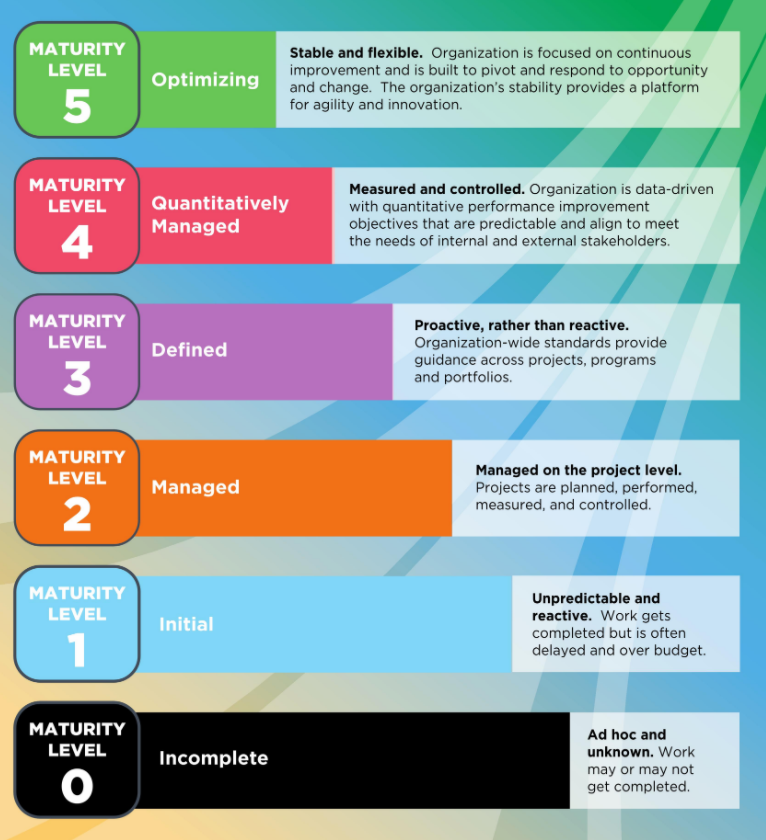 MATURITY
LEVEL
5
Optimizing
Stable and flexible. Organization is focused on continuous
improvement and is built to pivot and respond to opportunity
and change. The organization’s stability provides a platform
for agility and innovation.
MATURITY
LEVEL
4
Quantitatively
Managed
Measured and controlled. Organization is data-driven
with quantitative performance improvement
objectives that are predictable and align to meet
the needs of internal and external stakeholders.
MATURITY
LEVEL
3
Defined
Proactive, rather than reactive.
Organization-wide standards provide
guidance across projects, programs
and portfolios.
MATURITY
LEVEL
2
Managed
Managed on the project level.
Projects are planned, performed,
measured, and controlled.
MATURITY
LEVEL
1
Initial
Unpredictable and
reactive. Work gets
completed but is often
delayed and over budget.
MATURITY
LEVEL
0
Incomplete
Ad hoc and
unknown. Work
may or may not
get completed.